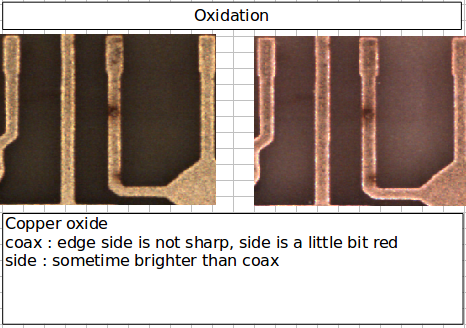 Oxidation
Copper oxide
coax : edge side is not sharp, side is a little bit red
side : sometime brighter than coax